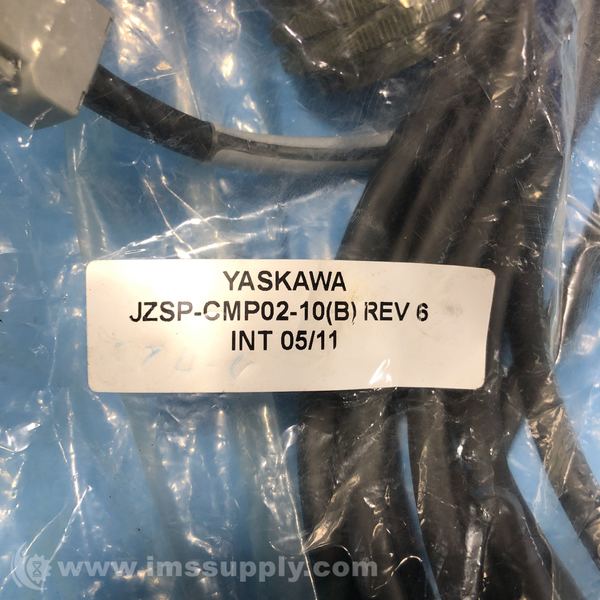 YASKAWA
JZSP-CMP02-10(B) REV 6
INT 05/11
www.imssupply.com